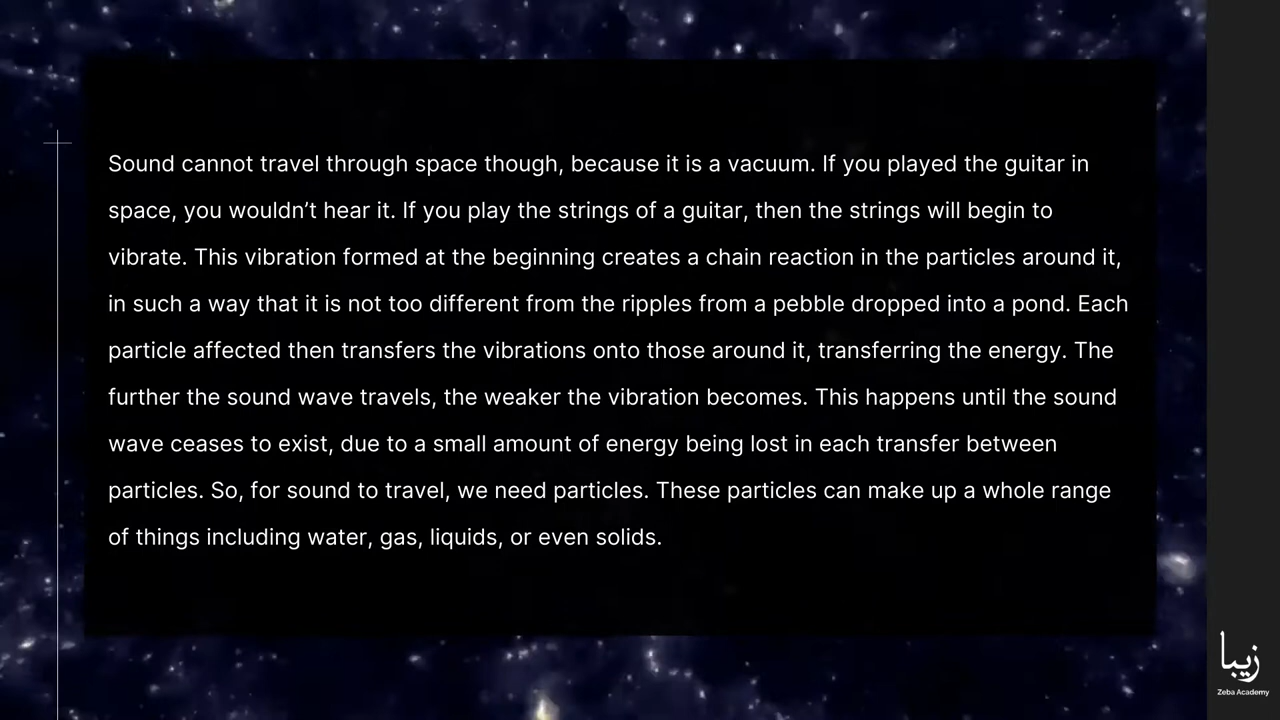 Sound cannot travel through space though, because it is a vacuum. If you played the guitar in
space, you wouldn’t hear it. If you play the strings of a guitar, then the strings will begin to
vibrate. This vibration formed at the beginning creates a chain reaction in the particles around it,
in such a way that it is not too different from the ripples from a pebble dropped into a pond. Each
particle affected then transfers the vibrations onto those around it, transferring the energy. The
further the sound wave travels, the weaker the vibration becomes. This happens until the sound
wave ceases to exist, due to a small amount of energy being lost in each transfer between
particles. So, for sound to travel, we need particles. These particles can make up a whole range
of things including water, gas, liquids, or even solids.
زیبا
Zeba Academy